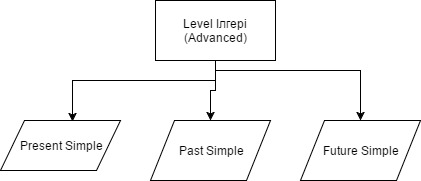 Level Ілгері
(Advanced)
Present Simple
Past Simple
Future Simple